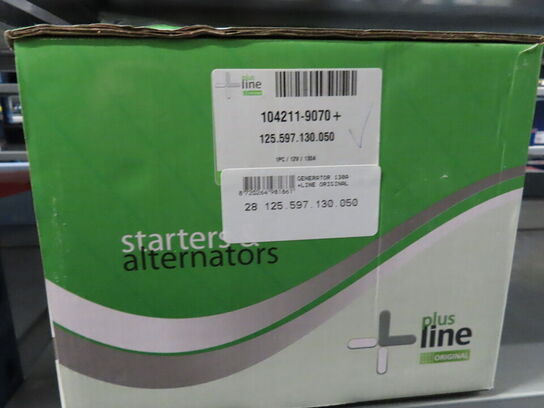 plus
line
104211-9070+
125.597.130.050
1PC / 12V / 130A
GENERATOR 130A
+LINE ORIGINAL
28 125.597.130.050
starters &
alternators
plus
line
ORIGINAL